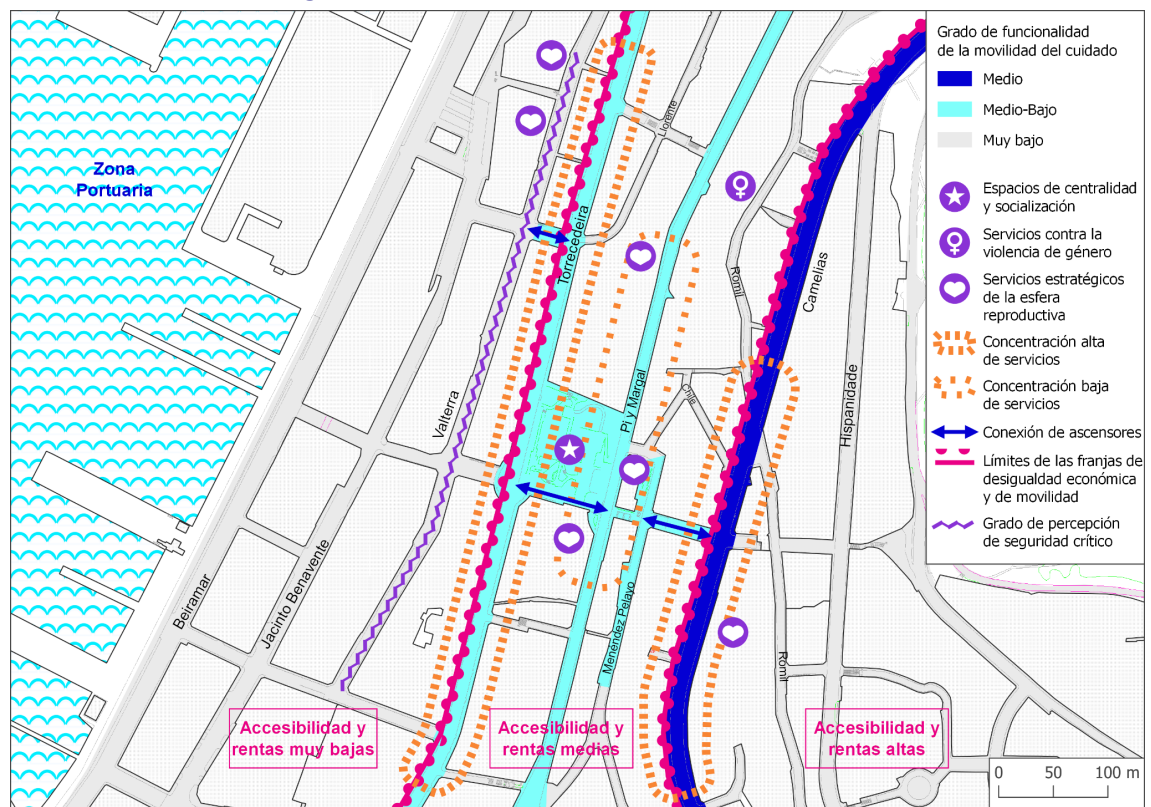 Zona
Portuaria
Beiramar
Jacinto Benavente
Valterra
Torrecedeira
Llorente
Pi y Margal
Menéndez Pelayo
Chile
Romil
Romil
Camelias
Hispanidade
Accesibilidad y
rentas muy bajas
Accesibilidad y
rentas medias
Accesibilidad y
rentas altas
Grado de funcionalidad
de la movilidad del cuidado
Medio
Medio-Bajo
Muy bajo
Espacios de centralidad
y socialización
Servicios contra la
violencia de género
Servicios estratégicos
de la esfera
reproductiva
Concentración alta
de servicios
Concentración baja
de servicios
Conexión de ascensores
Límites de las franjas de
desigualdad económica
y de movilidad
Grado de percepción
de seguridad crítico
0 50 100 m